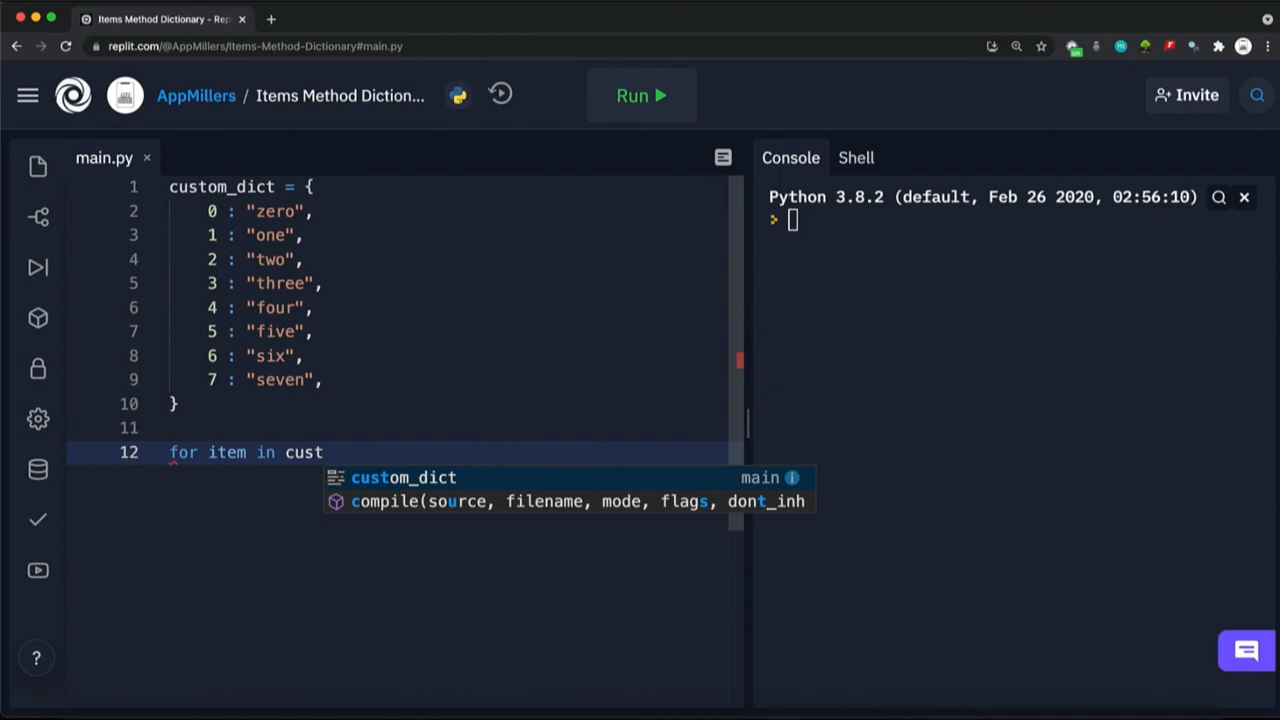 Items Method Dictionary - Rep
replit.com/@AppMillers/Items-Method-Dictionary#main.py
on
AppMillers / Items Method Diction...
Run
Invite
main.py
Console
Shell
1 custom_dict = {
2 0 : "zero",
3 1 : "one",
4 2 : "two",
5 3 : "three",
6 4 : "four",
7 5 : "five",
8 6 : "six",
9 7 : "seven",
10 }
11
12 for item in cust
custom_dict main
compile(source, filename, mode, flags, dont_inh
Python 3.8.2 (default, Feb 26 2020, 02:56:10)
>
?